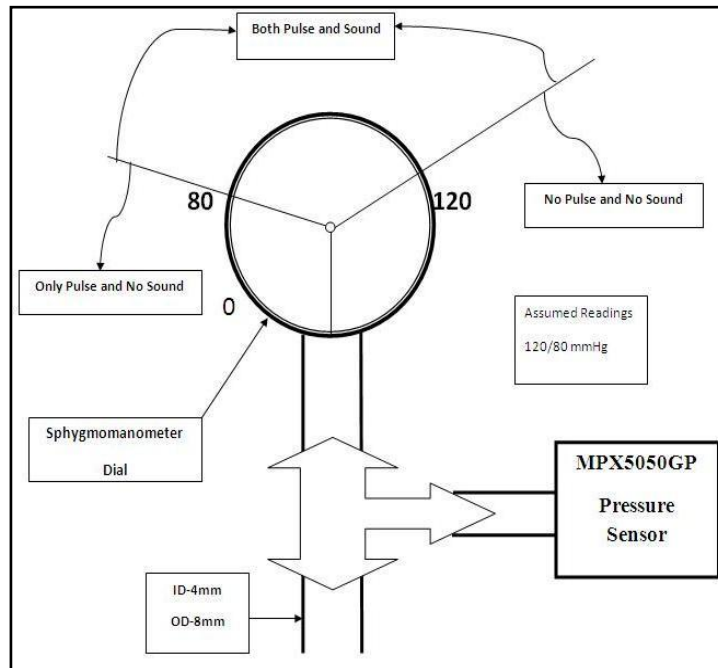 Both Pulse and Sound
80
120
No Pulse and No Sound
Only Pulse and No Sound
0
Assumed Readings
120/80 mmHg
Sphygmomanometer
Dial
MPX5050GP
Pressure
Sensor
ID-4mm
OD-8mm